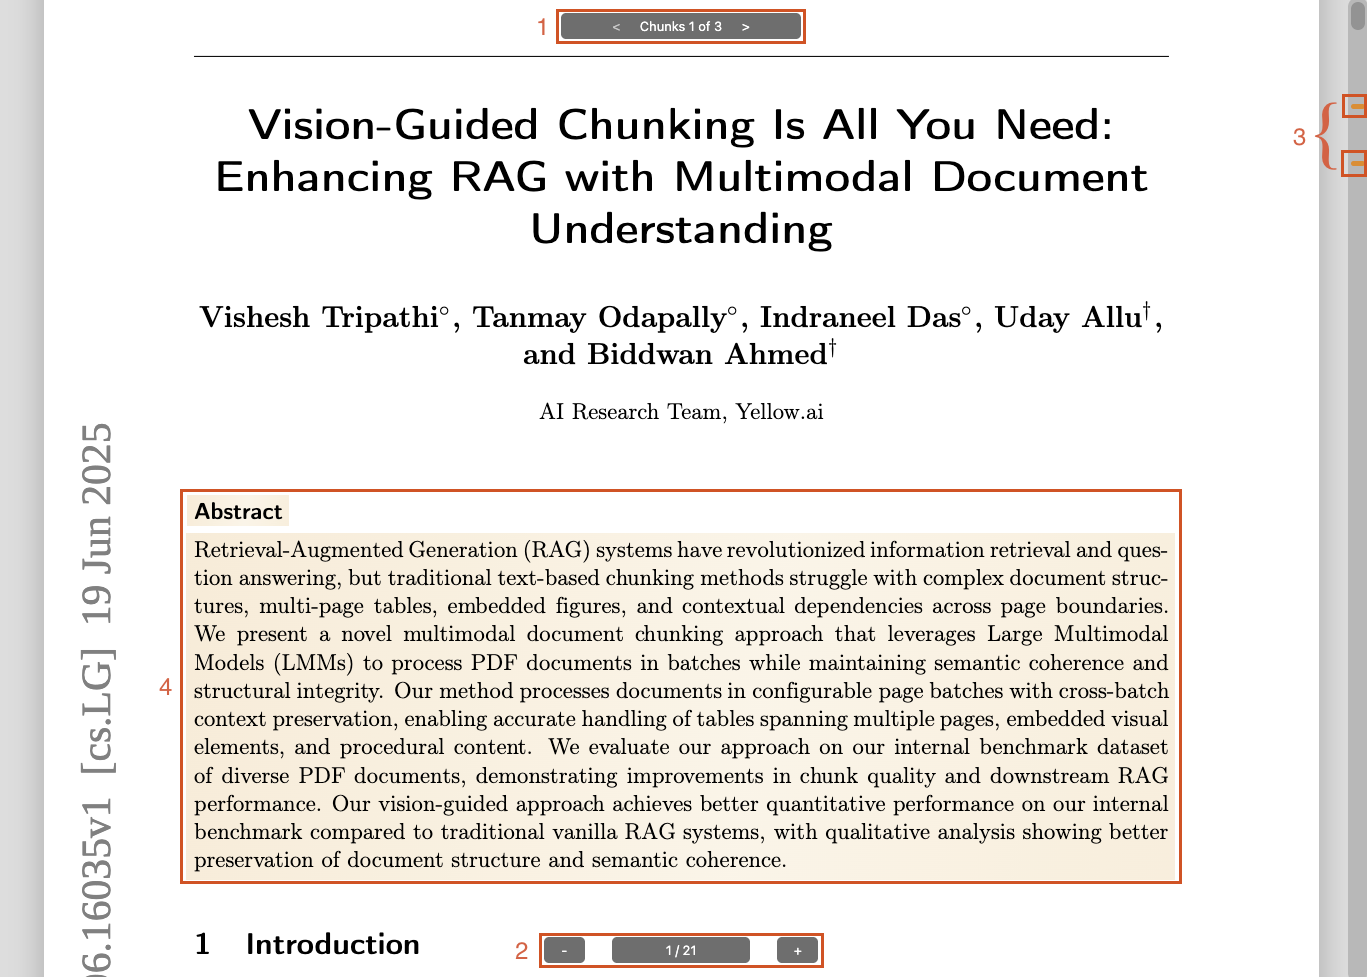 1
< Chunks 1 of 3 >
Vision-Guided Chunking Is All You Need:
Enhancing RAG with Multimodal Document
Understanding
3
Vishesh Tripathi°, Tanmay Odapally°, Indraneel Das°, Uday Allu†,
and Biddwan Ahmed†
AI Research Team, Yellow.ai
06.16035v1 [cs.LG] 19 Jun 2025
Abstract
Retrieval-Augmented Generation (RAG) systems have revolutionized information retrieval and ques-
tion answering, but traditional text-based chunking methods struggle with complex document struc-
tures, multi-page tables, embedded figures, and contextual dependencies across page boundaries.
We present a novel multimodal document chunking approach that leverages Large Multimodal
Models (LMMs) to process PDF documents in batches while maintaining semantic coherence and
4
structural integrity. Our method processes documents in configurable page batches with cross-batch
context preservation, enabling accurate handling of tables spanning multiple pages, embedded visual
elements, and procedural content. We evaluate our approach on our internal benchmark dataset
of diverse PDF documents, demonstrating improvements in chunk quality and downstream RAG
performance. Our vision-guided approach achieves better quantitative performance on our internal
benchmark compared to traditional vanilla RAG systems, with qualitative analysis showing better
preservation of document structure and semantic coherence.
1 Introduction
2
- 1 / 21 +